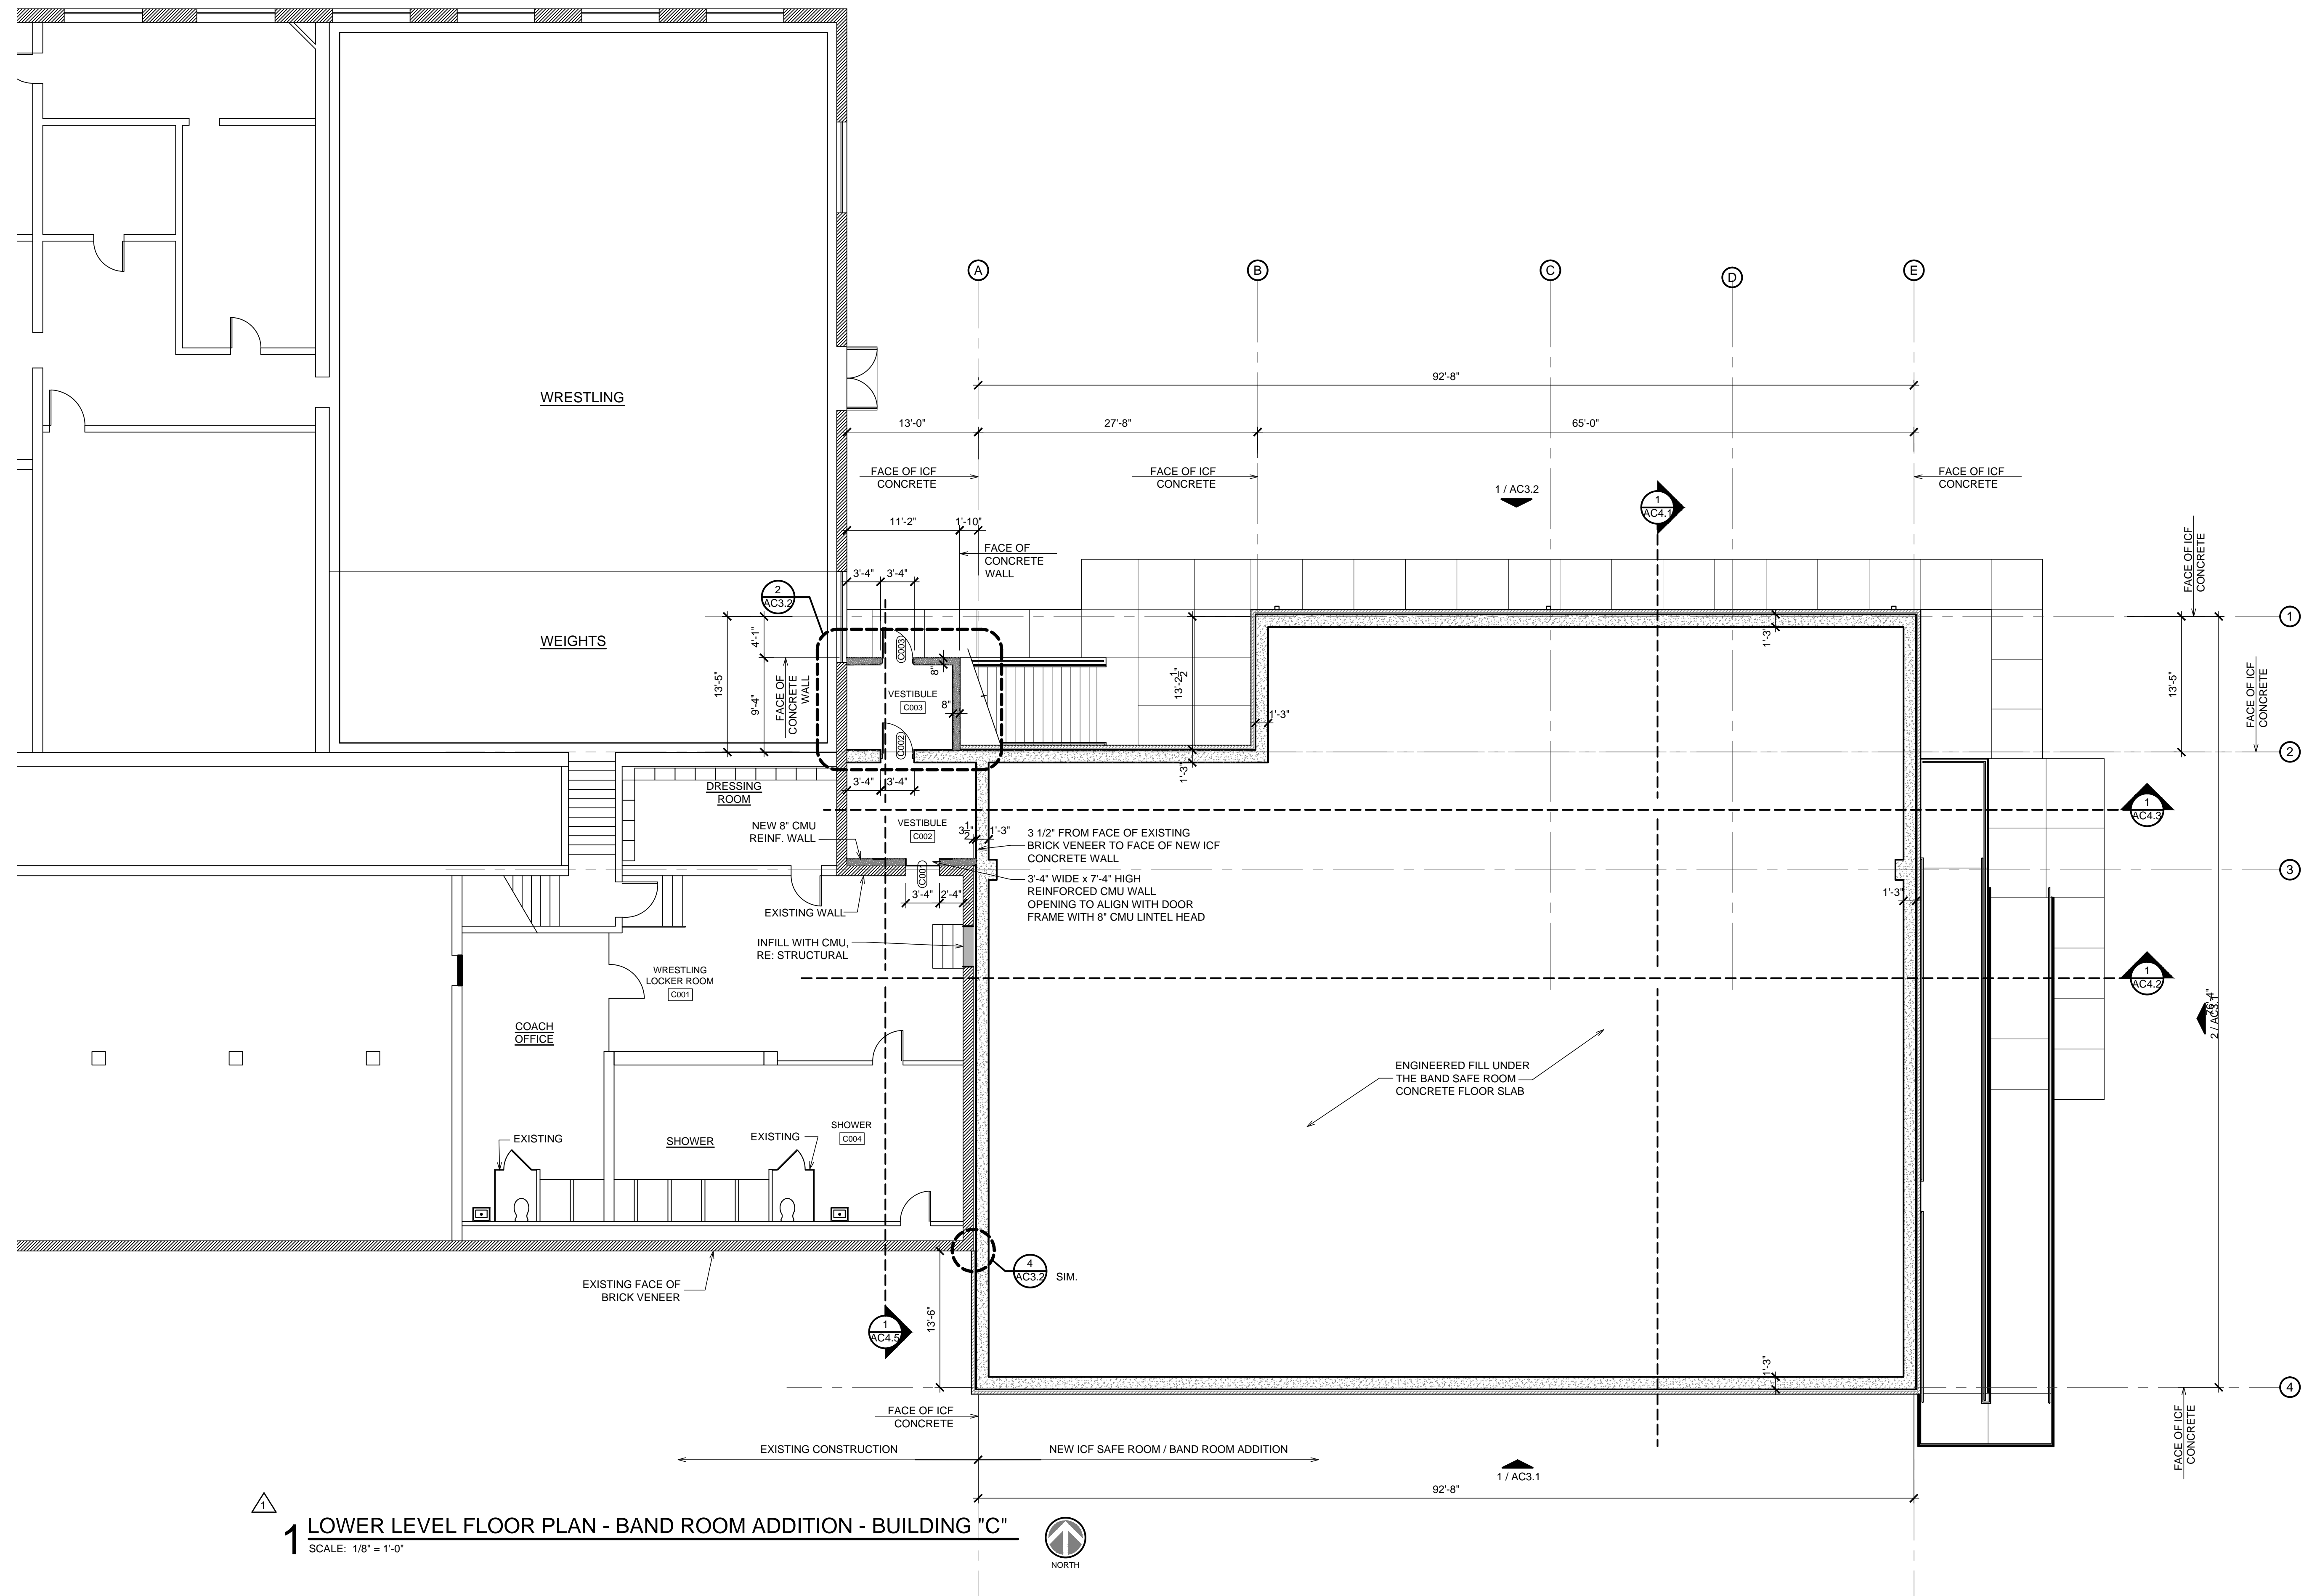 A
B
C
D
E
92'-8"
WRESTLING
13'-0"
27'-8"
65'-0"
FACE OF ICF
CONCRETE
FACE OF ICF
CONCRETE
FACE OF ICF
CONCRETE
1 / AC3.2
1
AC4.1
11'-2"
1'-10"
FACE OF
CONCRETE
WALL
FACE OF ICF
CONCRETE
3'-4"
3'-4"
2
AC3.2
1
WEIGHTS
4'-1"
C003
1'-3"
13'-5"
9'-4"
FACE OF
CONCRETE
WALL
8"
VESTIBULE
C003
8"
13'-2 1/2"
1'-3"
13'-5"
FACE OF ICF
CONCRETE
C002
2
1'-3"
3'-4"
3'-4"
DRESSING
ROOM
1
AC4.3
NEW 8" CMU
REINF. WALL
VESTIBULE
C002
3 1/2"
1'-3"
3 1/2" FROM FACE OF EXISTING
BRICK VENEER TO FACE OF NEW ICF
CONCRETE WALL
C001
3
3'-4" WIDE x 7'-4" HIGH
REINFORCED CMU WALL
OPENING TO ALIGN WITH DOOR
FRAME WITH 8" CMU LINTEL HEAD
3'-4"
2'-4"
1'-3"
EXISTING WALL
INFILL WITH CMU,
RE: STRUCTURAL
WRESTLING
LOCKER ROOM
C001
1
AC4.2
76'-4"
2 / AC3.1
COACH
OFFICE
ENGINEERED FILL UNDER
THE BAND SAFE ROOM
CONCRETE FLOOR SLAB
EXISTING
SHOWER
EXISTING
SHOWER
C004
4
AC3.2
SIM.
EXISTING FACE OF
BRICK VENEER
1
AC4.5
13'-6"
1'-3"
4
FACE OF ICF
CONCRETE
FACE OF ICF
CONCRETE
EXISTING CONSTRUCTION
NEW ICF SAFE ROOM / BAND ROOM ADDITION
1 / AC3.1
92'-8"
1
1
LOWER LEVEL FLOOR PLAN - BAND ROOM ADDITION - BUILDING "C"
SCALE: 1/8" = 1'-0"
NORTH